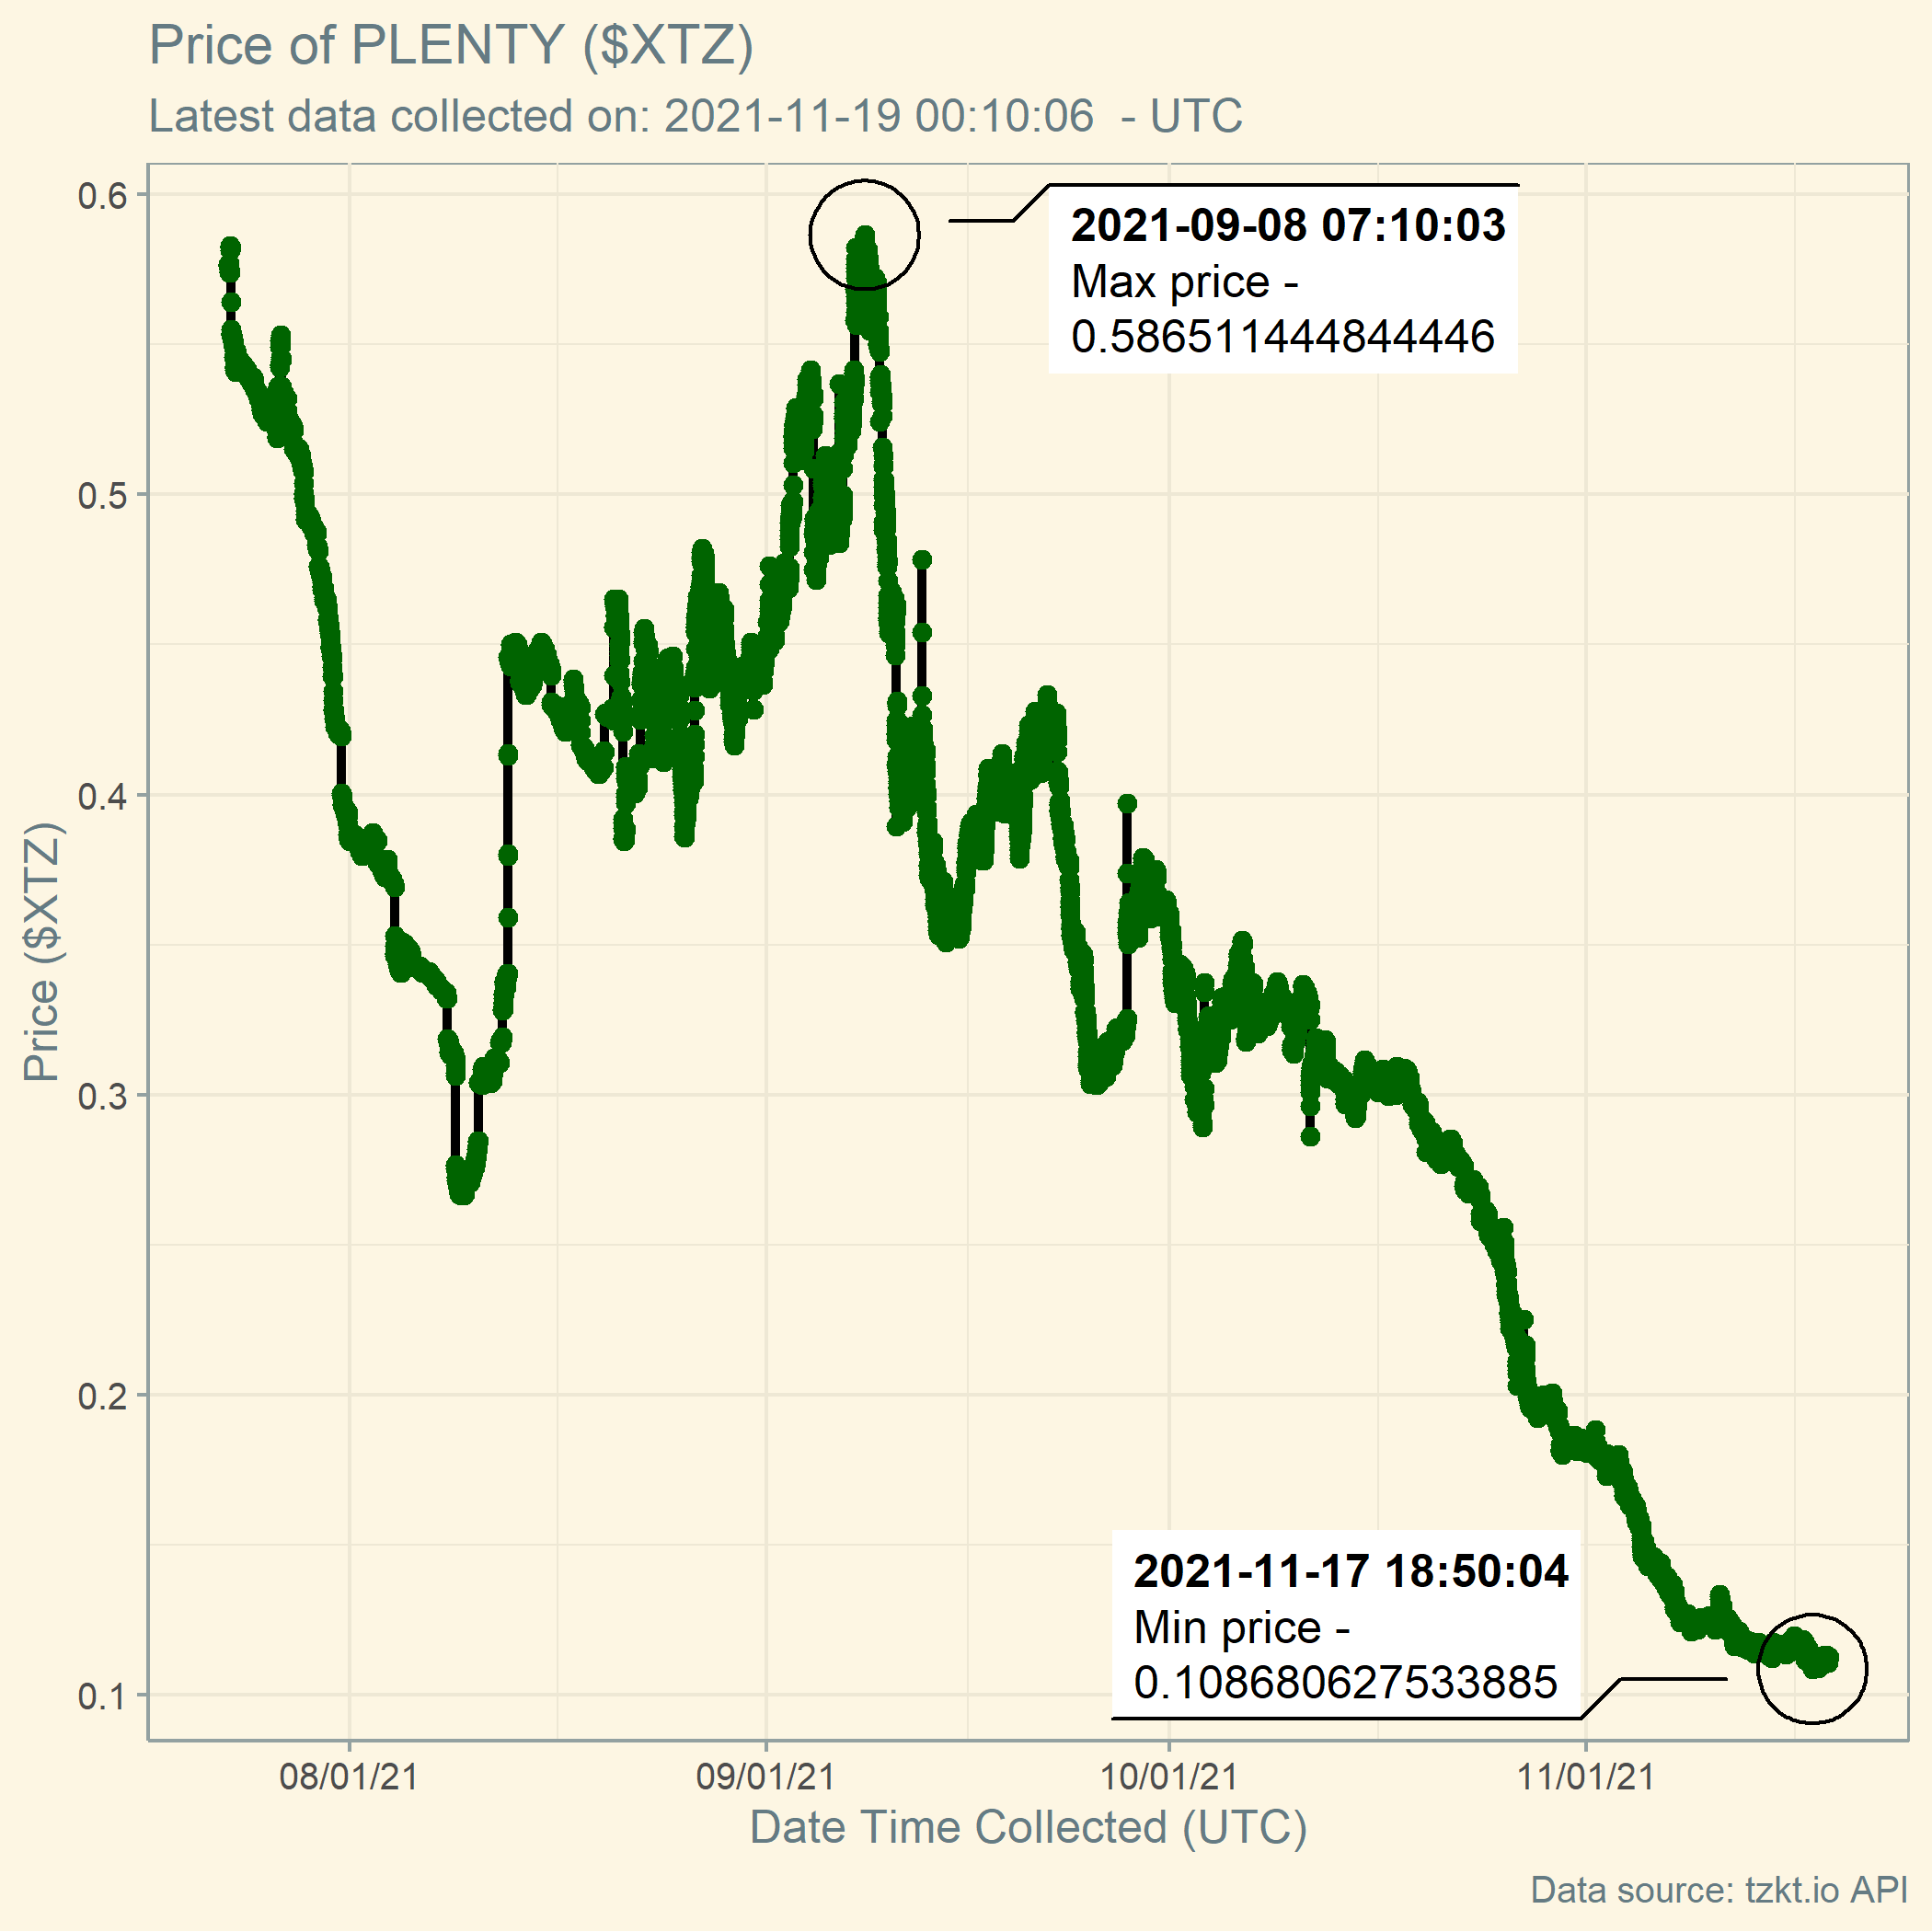 Price of PLENTY ($XTZ)
Latest data collected on: 2021-11-19 00:10:06  - UTC
0.6
0.5
0.4
0.3
0.2
0.1
Price ($XTZ)
2021-09-08 07:10:03
Max price -
0.586511444844446
2021-11-17 18:50:04
Min price -
0.108680627533885
08/01/21
09/01/21
10/01/21
11/01/21
Date Time Collected (UTC)
Data source: tzkt.io API